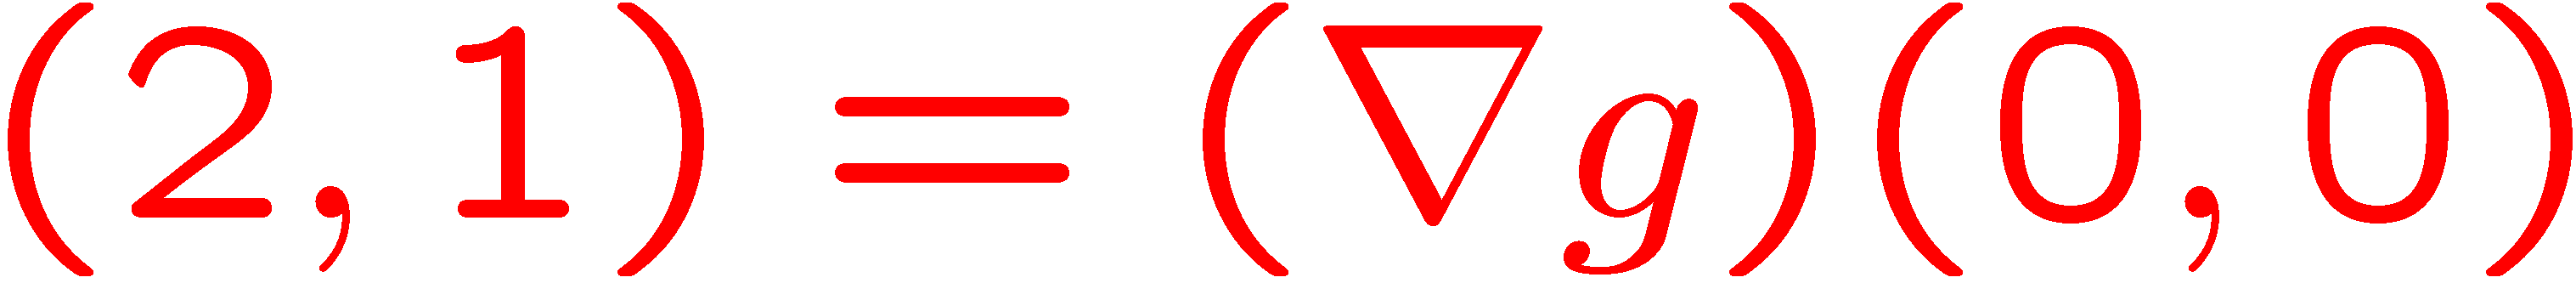 (2, 1) = (∇g)(0, 0)